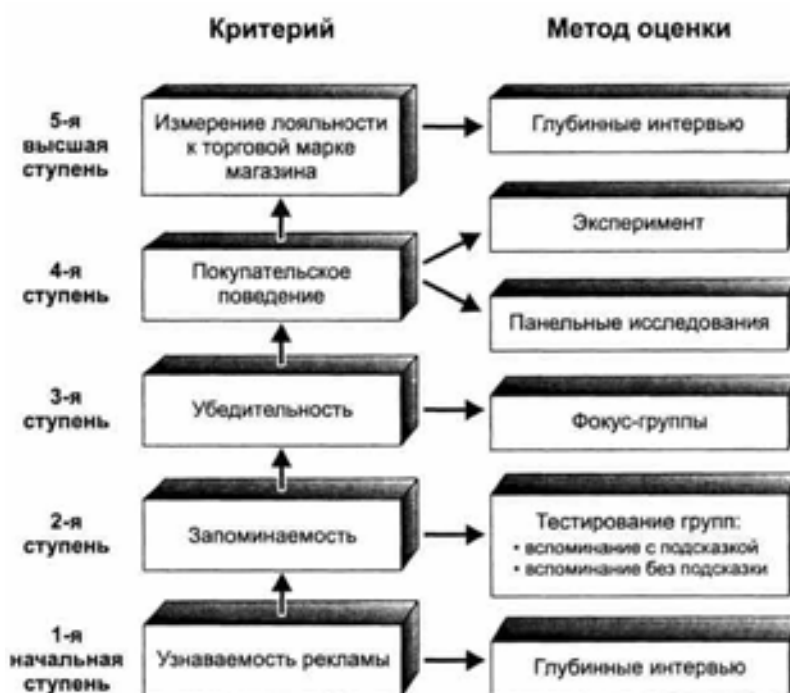 Критерий
Метод оценки
5-я
высшая
ступень
Измерение лояльности
к торговой марке
магазина
Глубинные интервью
4-я
ступень
Покупательское
поведение
Эксперимент
Панельные исследования
3-я
ступень
Убедительность
Фокус-группы
2-я
ступень
Запоминаемость
Тестирование групп:
• вспоминание с подсказкой
• вспоминание без подсказки
1-я
начальная
ступень
Узнаваемость рекламы
Глубинные интервью